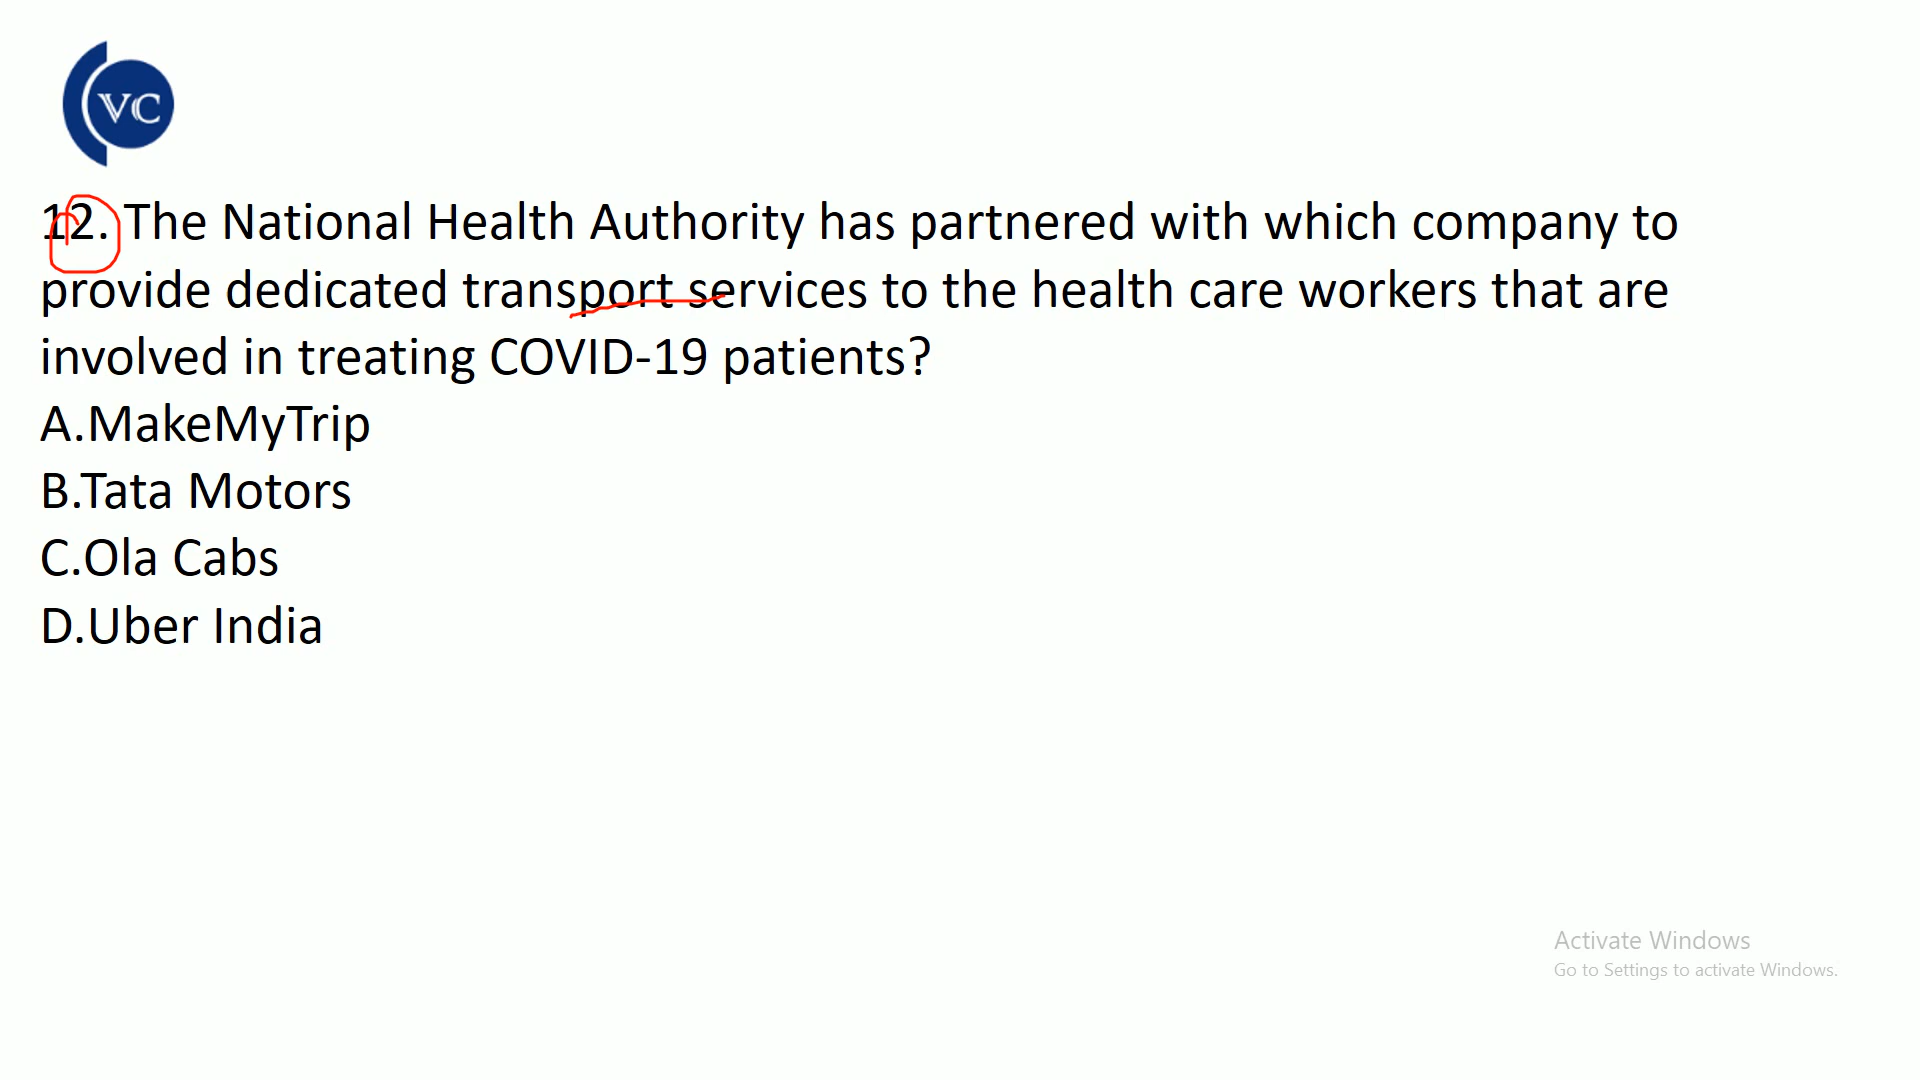 VC
12. The National Health Authority has partnered with which company to
provide dedicated transport services to the health care workers that are
involved in treating COVID-19 patients?
A.MakeMyTrip
B.Tata Motors
C.Ola Cabs
D.Uber India
Activate Windows
Go to Settings to activate Windows.